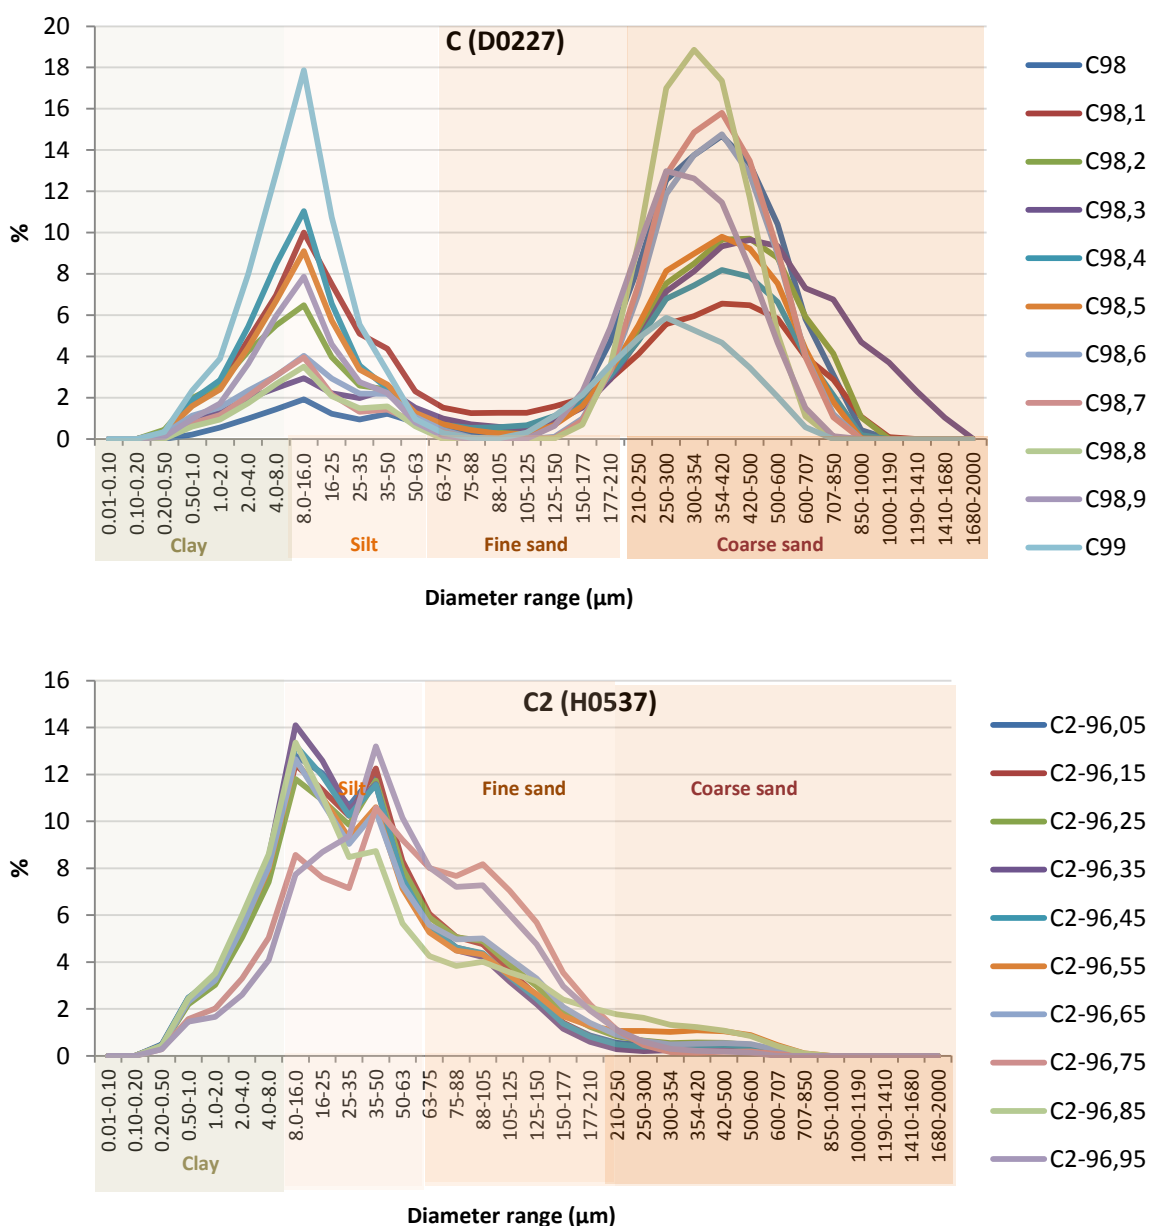 C (D0227)
20
18
16
14
12
10
8
6
4
2
0
%
0.01-0.10
0.10-0.20
0.20-0.50
0.50-1.0
1.0-2.0
2.0-4.0
4.0-8.0
8.0-16.0
16-25
25-35
35-50
50-63
63-75
75-88
88-105
105-125
125-150
150-177
177-210
210-250
250-300
300-354
354-420
420-500
500-600
600-707
707-850
850-1000
1000-1190
1190-1410
1410-1680
1680-2000
Clay
Silt
Fine sand
Coarse sand
Diameter range (μm)
C98
C98,1
C98,2
C98,3
C98,4
C98,5
C98,6
C98,7
C98,8
C98,9
C99
C2 (H0537)
16
14
12
10
8
6
4
2
0
%
Silt
Fine sand
Coarse sand
0.01-0.10
0.10-0.20
0.20-0.50
0.50-1.0
1.0-2.0
2.0-4.0
4.0-8.0
8.0-16.0
16-25
25-35
35-50
50-63
63-75
75-88
88-105
105-125
125-150
150-177
177-210
210-250
250-300
300-354
354-420
420-500
500-600
600-707
707-850
850-1000
1000-1190
1190-1410
1410-1680
1680-2000
Clay
Diameter range (μm)
C2-96,05
C2-96,15
C2-96,25
C2-96,35
C2-96,45
C2-96,55
C2-96,65
C2-96,75
C2-96,85
C2-96,95